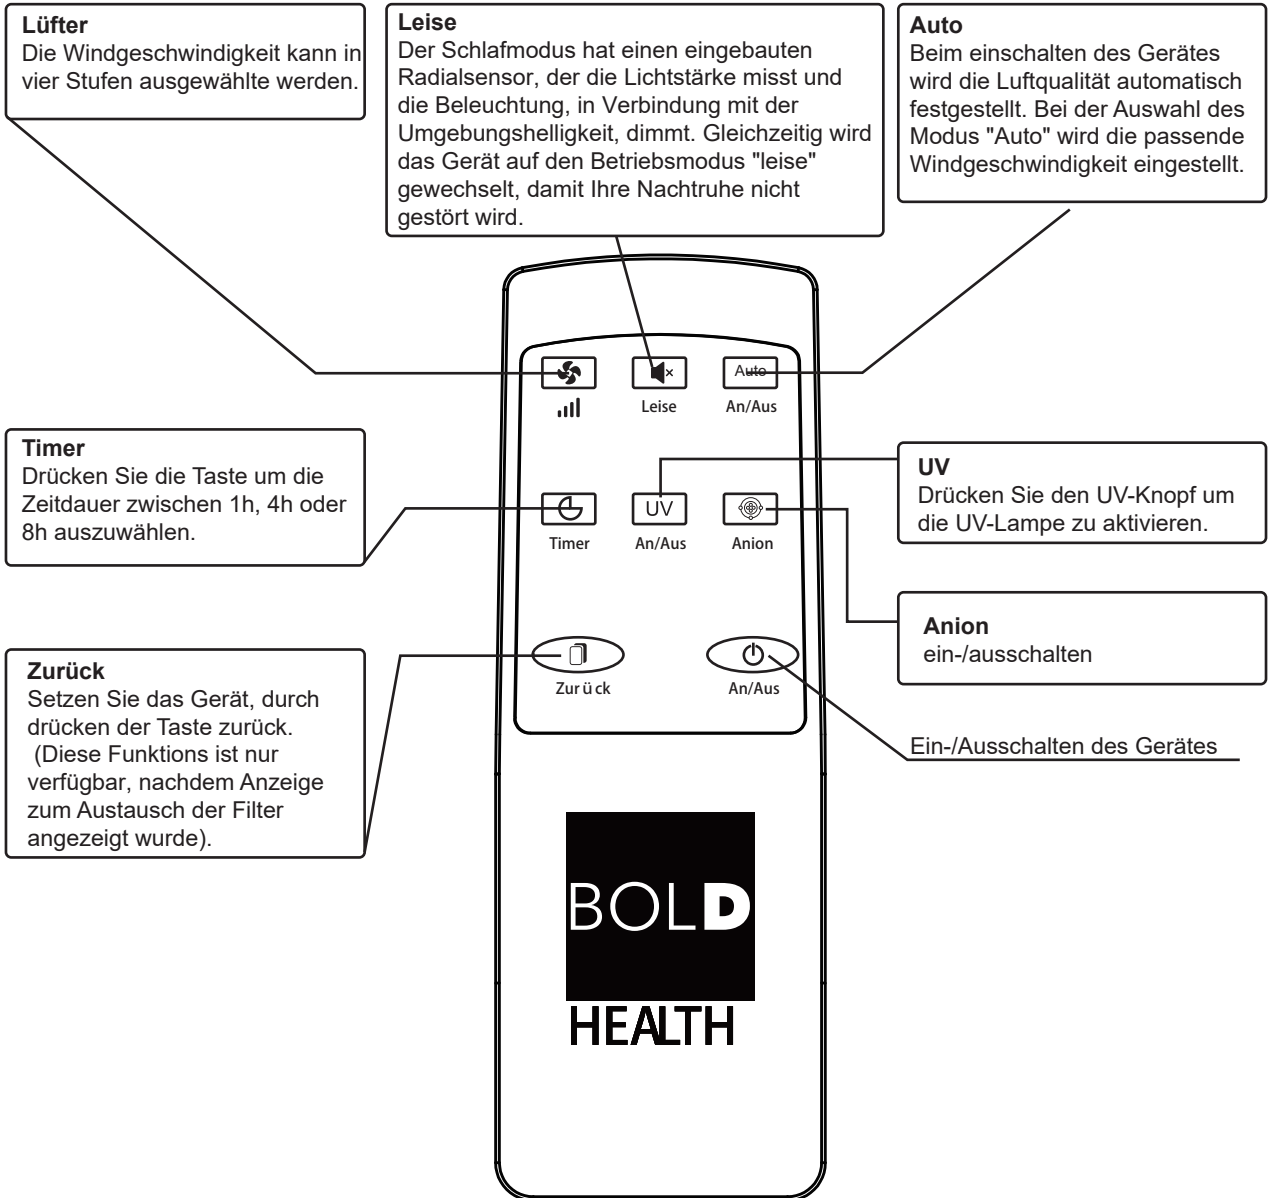 Lüfter
Die Windgeschwindigkeit kann in
vier Stufen ausgewählte werden.
Leise
Der Schlafmodus hat einen eingebauten
Radialsensor, der die Lichtstärke misst und
die Beleuchtung, in Verbindung mit der
Umgebungshelligkeit, dimmt. Gleichzeitig wird
das Gerät auf den Betriebsmodus "leise"
gewechselt, damit Ihre Nachtruhe nicht
gestört wird.
Auto
Beim einschalten des Gerätes
wird die Luftqualität automatisch
festgestellt. Bei der Auswahl des
Modus "Auto" wird die passende
Windgeschwindigkeit eingestellt.
Auto
Leise
An/Aus
Timer
Drücken Sie die Taste um die
Zeitdauer zwischen 1h, 4h oder
8h auszuwählen.
UV
Timer
An/Aus
Anion
UV
Drücken Sie den UV-Knopf um
die UV-Lampe zu aktivieren.
Anion
ein-/ausschalten
Zurück
Setzen Sie das Gerät, durch
drücken der Taste zurück.
(Diese Funktions ist nur
verfügbar, nachdem Anzeige
zum Austausch der Filter
angezeigt wurde).
Zurück
An/Aus
Ein-/Ausschalten des Gerätes
BOLD
HEALTH